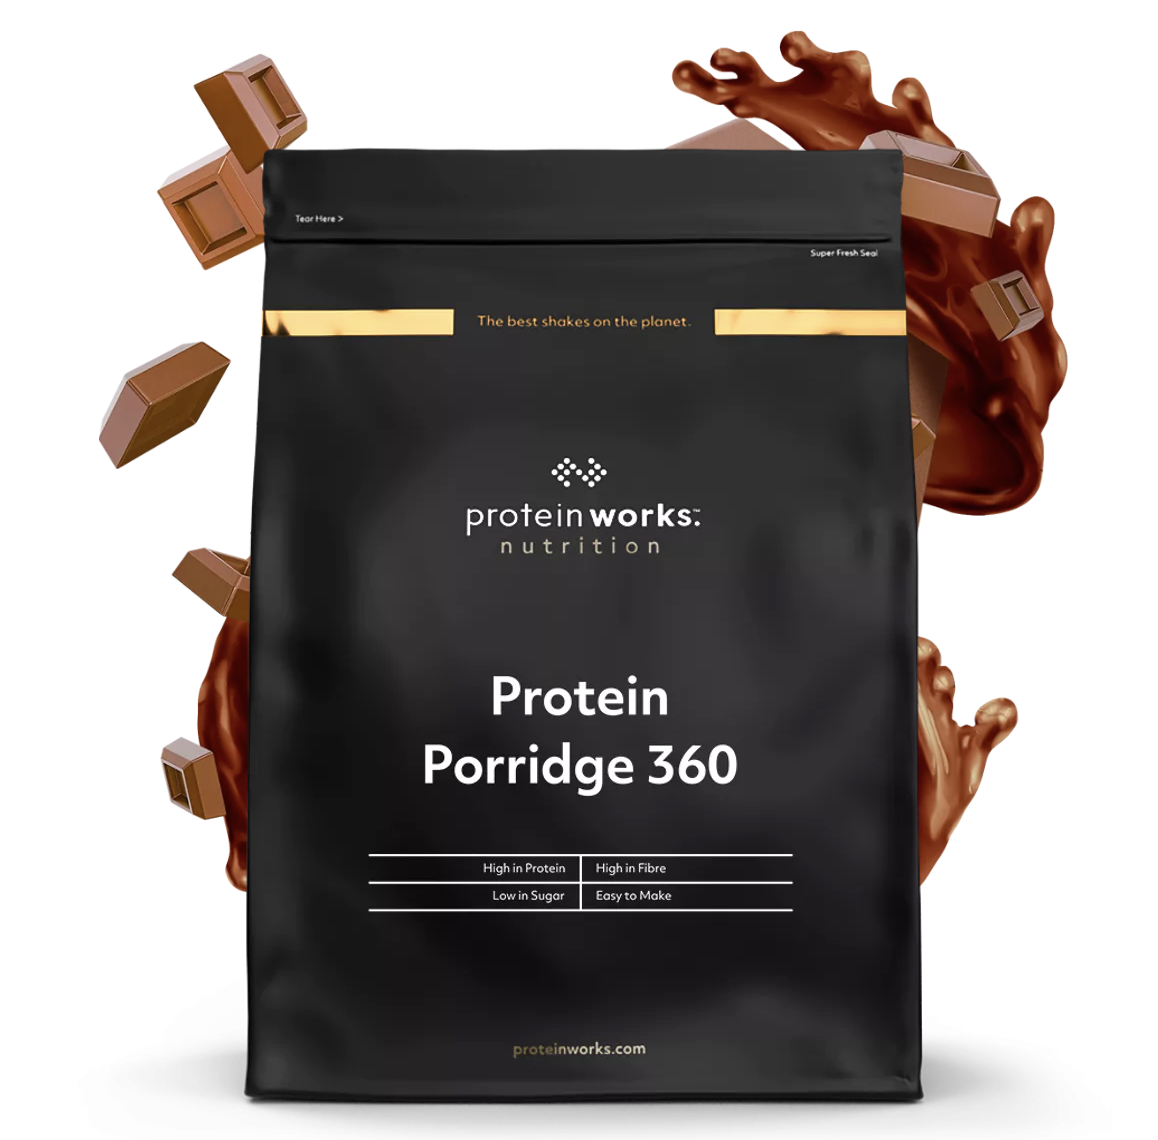 Tear Here >
Super Fresh Seal
The best shakes on the planet.
protein works.™
nutrition
Protein
Porridge 360
High in Protein
High in Fibre
Low in Sugar
Easy to Make
proteinworks.com